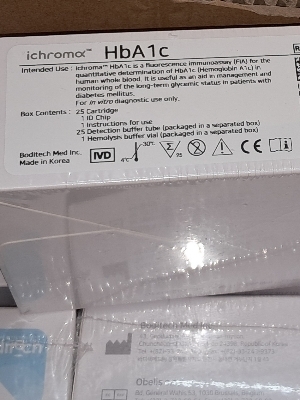 ichroma™ HbA1c
Intended Use : ichroma™ HbA1c is a fluorescence immunoassay (FIA) for the
quantitative determination of HbA1c (Hemoglobin A1c) in
human whole blood. It is useful as an aid in management and
monitoring of the long-term glycemic status in patients with
diabetes mellitus.
For in vitro diagnostic use only.
Box Contents : 25 Cartridge
1 ID Chip
1 Instructions for use
25 Detection buffer tube (packaged in a separated box)
1 Hemolysis buffer vial (packaged in a separated box)
Boditech Med Inc.
Made in Korea
IVD
4℃
30℃
25
CE
Boditech Med Inc.
Obelis